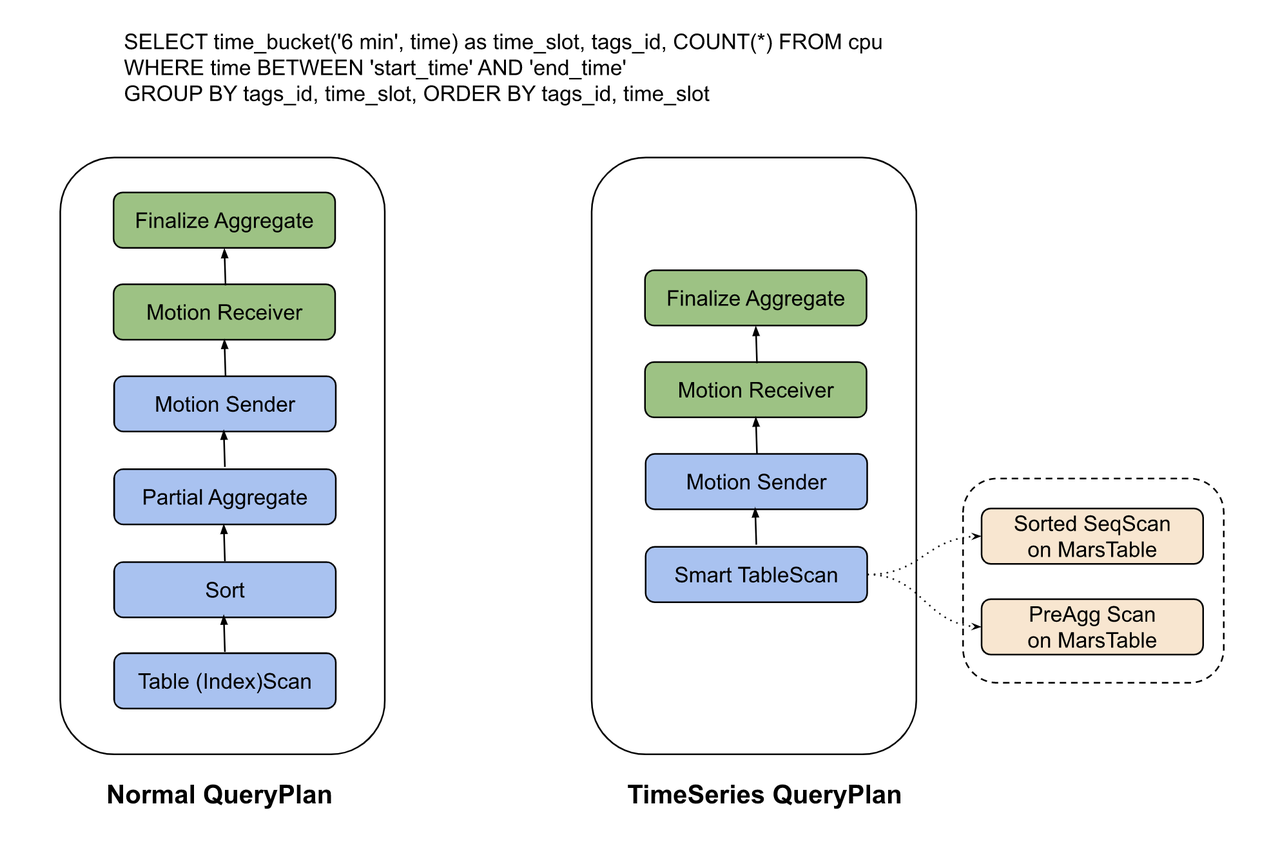 SELECT time_bucket('6 min', time) as time_slot, tags_id, COUNT(*) FROM cpu
WHERE time BETWEEN 'start_time' AND 'end_time'
GROUP BY tags_id, time_slot, ORDER BY tags_id, time_slot
Finalize Aggregate
Motion Receiver
Motion Sender
Partial Aggregate
Sort
Table (Index)Scan
Normal QueryPlan
Finalize Aggregate
Motion Receiver
Motion Sender
Smart TableScan
Sorted SeqScan
on MarsTable
PreAgg Scan
on MarsTable
TimeSeries QueryPlan